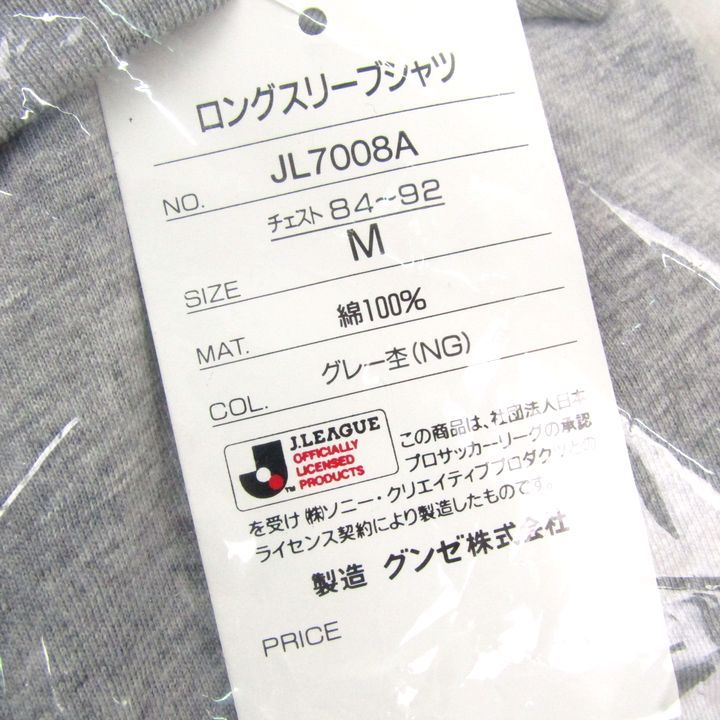 ロングスリーブシャツ
NO. JL7008A
チェスト 84～92
SIZE M
MAT. 綿100%
COL. グレー杢(NG)
J.LEAGUE
OFFICIALLY
LICENSED
PRODUCTS
TM
この商品は、社団法人日本
プロサッカーリーグの承認
を受け ㈱ソニー・クリエイティブプロダクツとの
ライセンス契約により製造したものです。
製造 グンゼ株式会社
PRICE